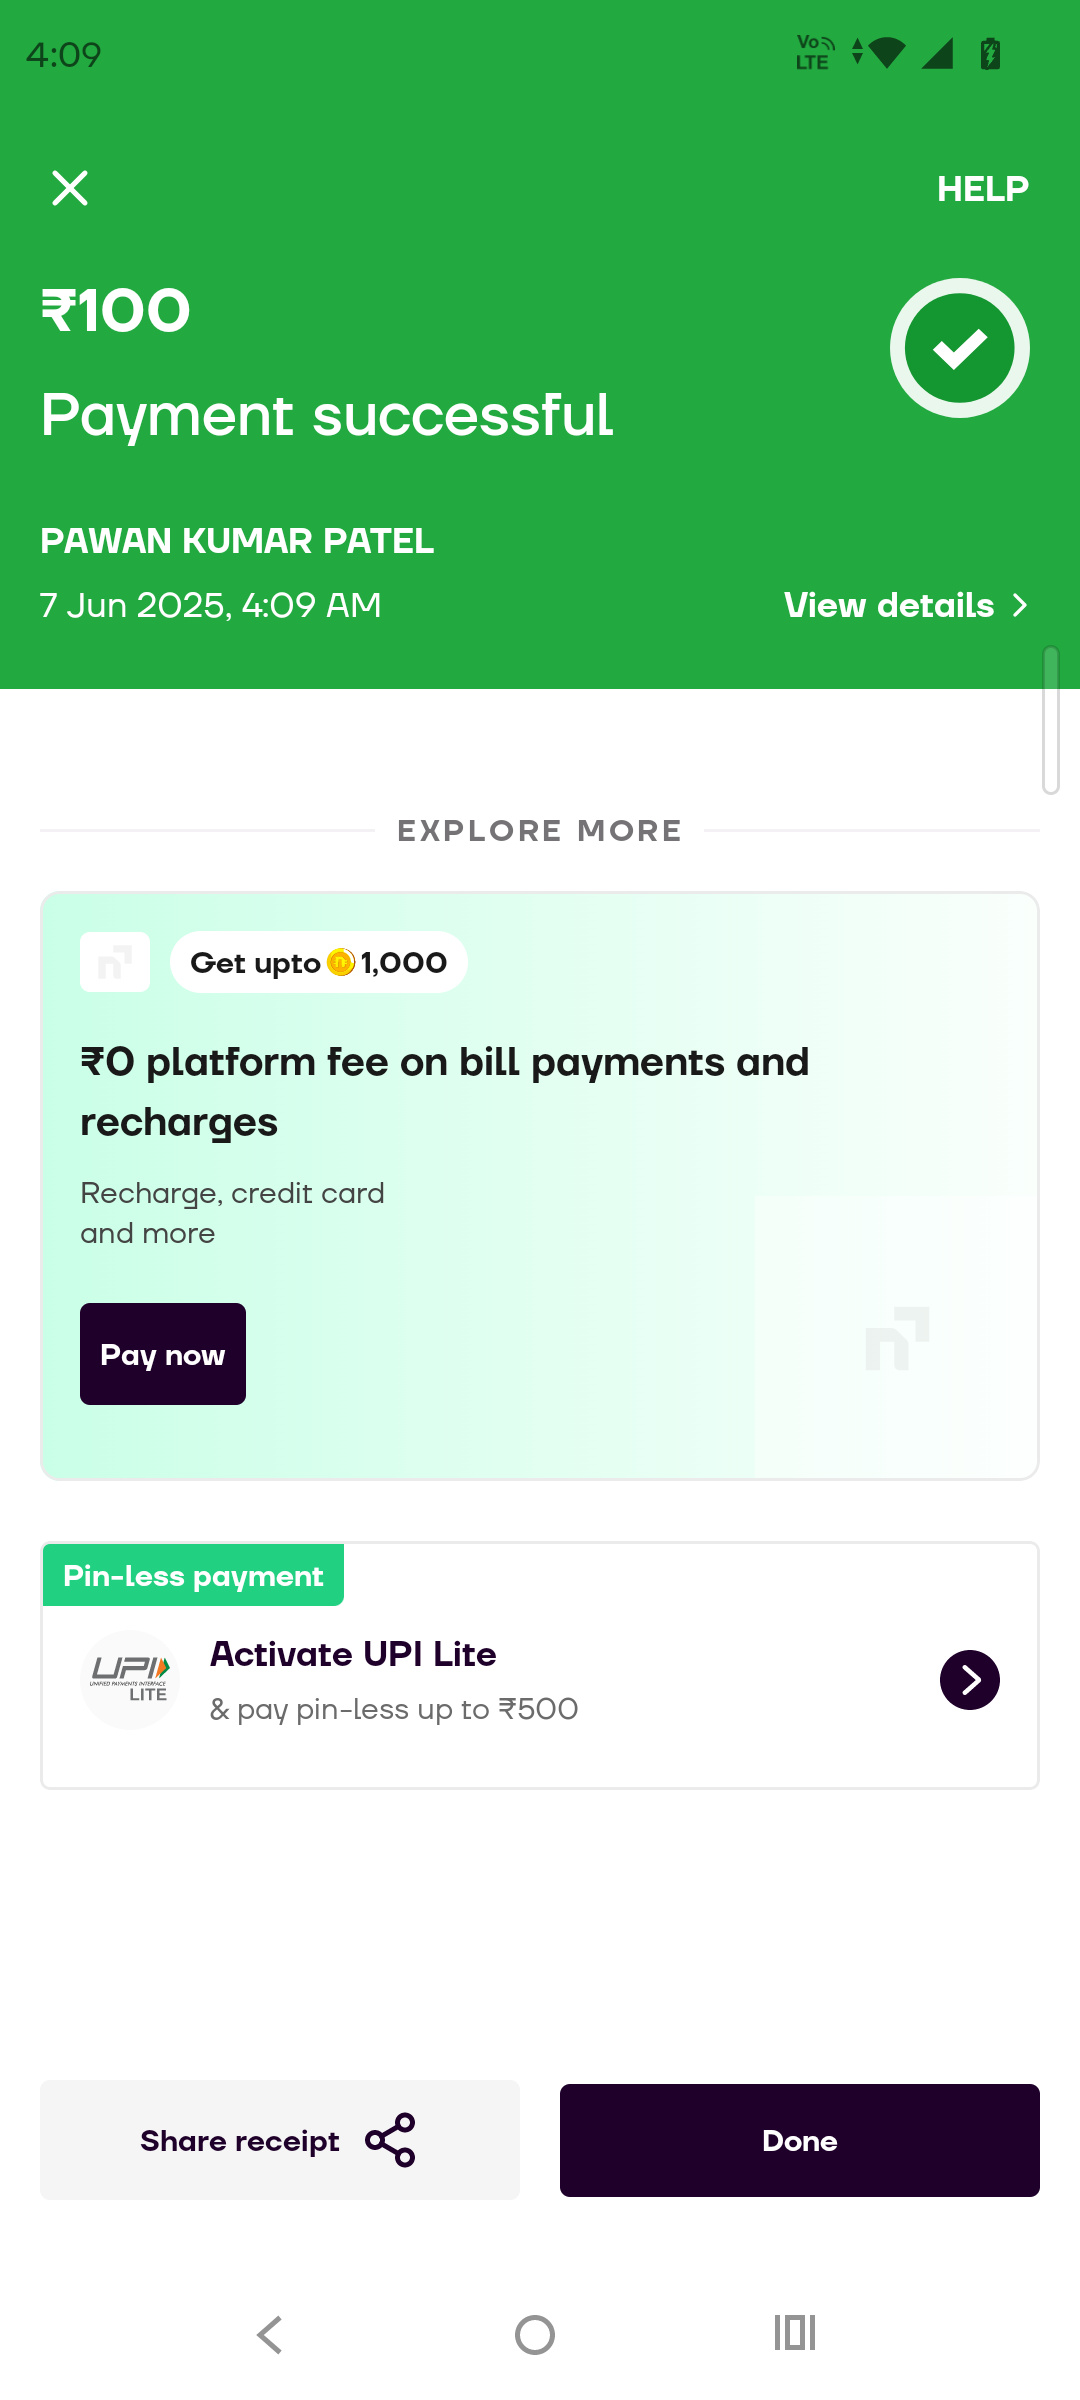 4:09
Vo
LTE
HELP
₹100
Payment successful
PAWAN KUMAR PATEL
7 Jun 2025, 4:09 AM
View details
EXPLORE MORE
Get upto 1,000
₹0 platform fee on bill payments and
recharges
Recharge, credit card
and more
Pay now
Pin-less payment
UPI
UNIFIED PAYMENTS INTERFACE
LITE
Activate UPI Lite
& pay pin-less up to ₹500
Share receipt
Done